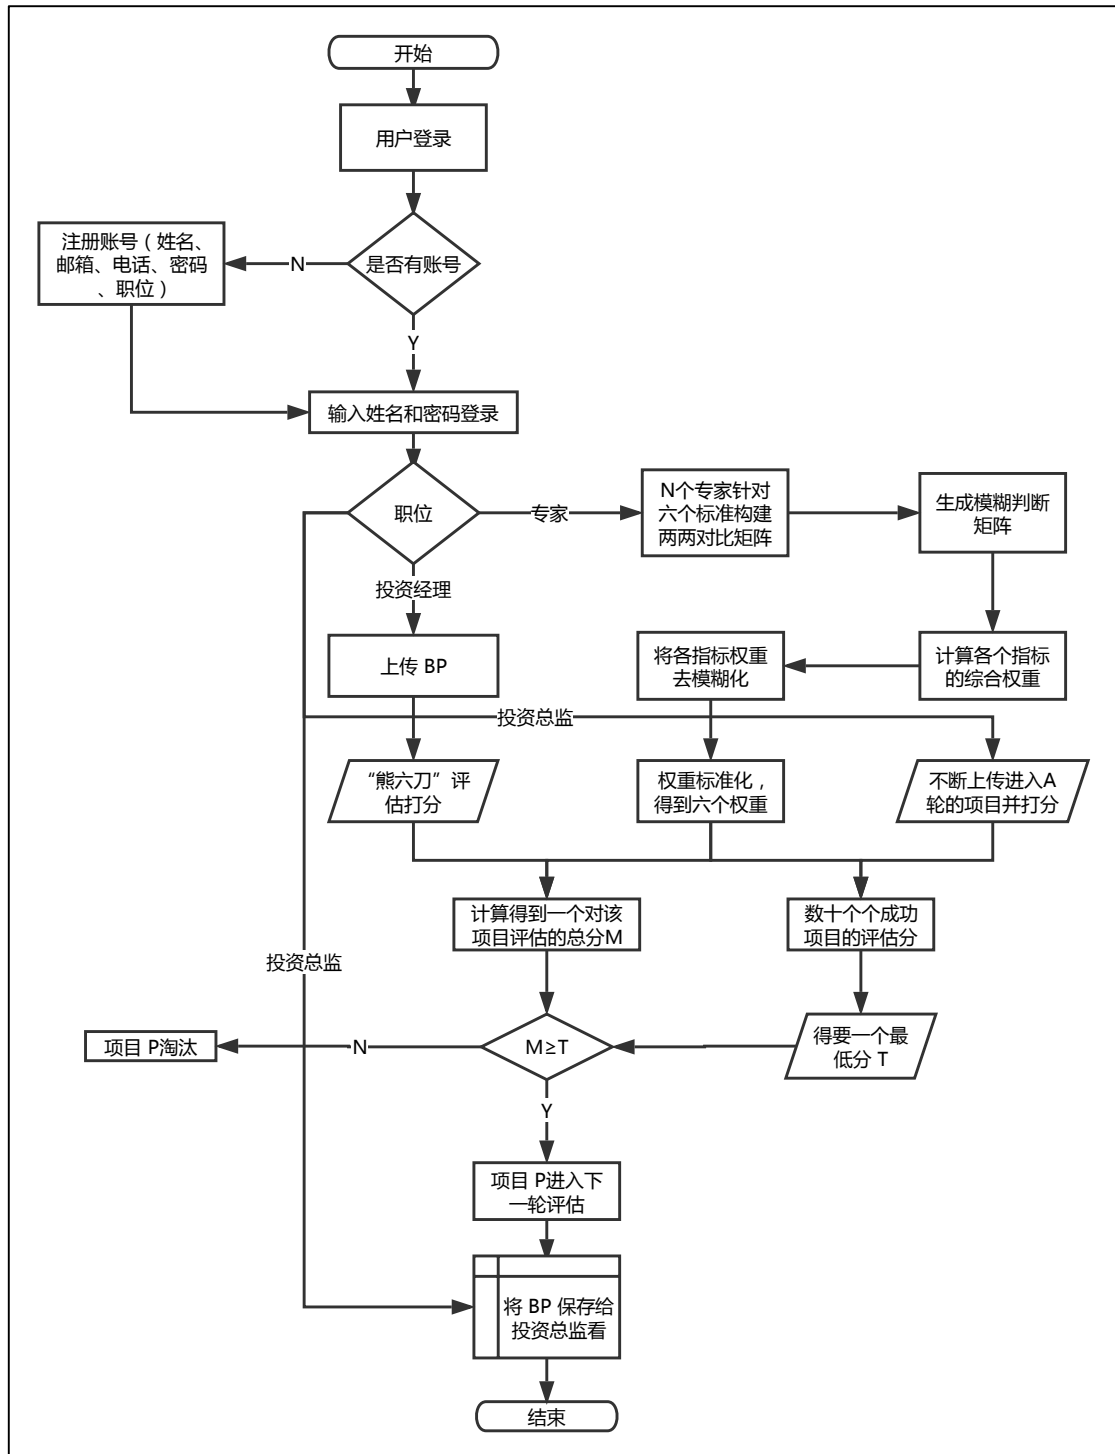 开始
用户登录
是否有账号
N
注册账号（姓名、
邮箱、电话、密码
、职位）
Y
输入姓名和密码登录
职位
专家
N个专家针对
六个标准构建
两两对比矩阵
生成模糊判断
矩阵
投资经理
上传 BP
将各指标权重
去模糊化
计算各个指标
的综合权重
投资总监
“熊六刀”评
估打分
权重标准化，
得到六个权重
不断上传进入A
轮的项目并打分
计算得到一个对该
项目评估的总分M
数十个个成功
项目的评估分
投资总监
项目 P淘汰
N
M≥T
得要一个最
低分 T
Y
项目 P进入下
一轮评估
将 BP 保存给
投资总监看
结束